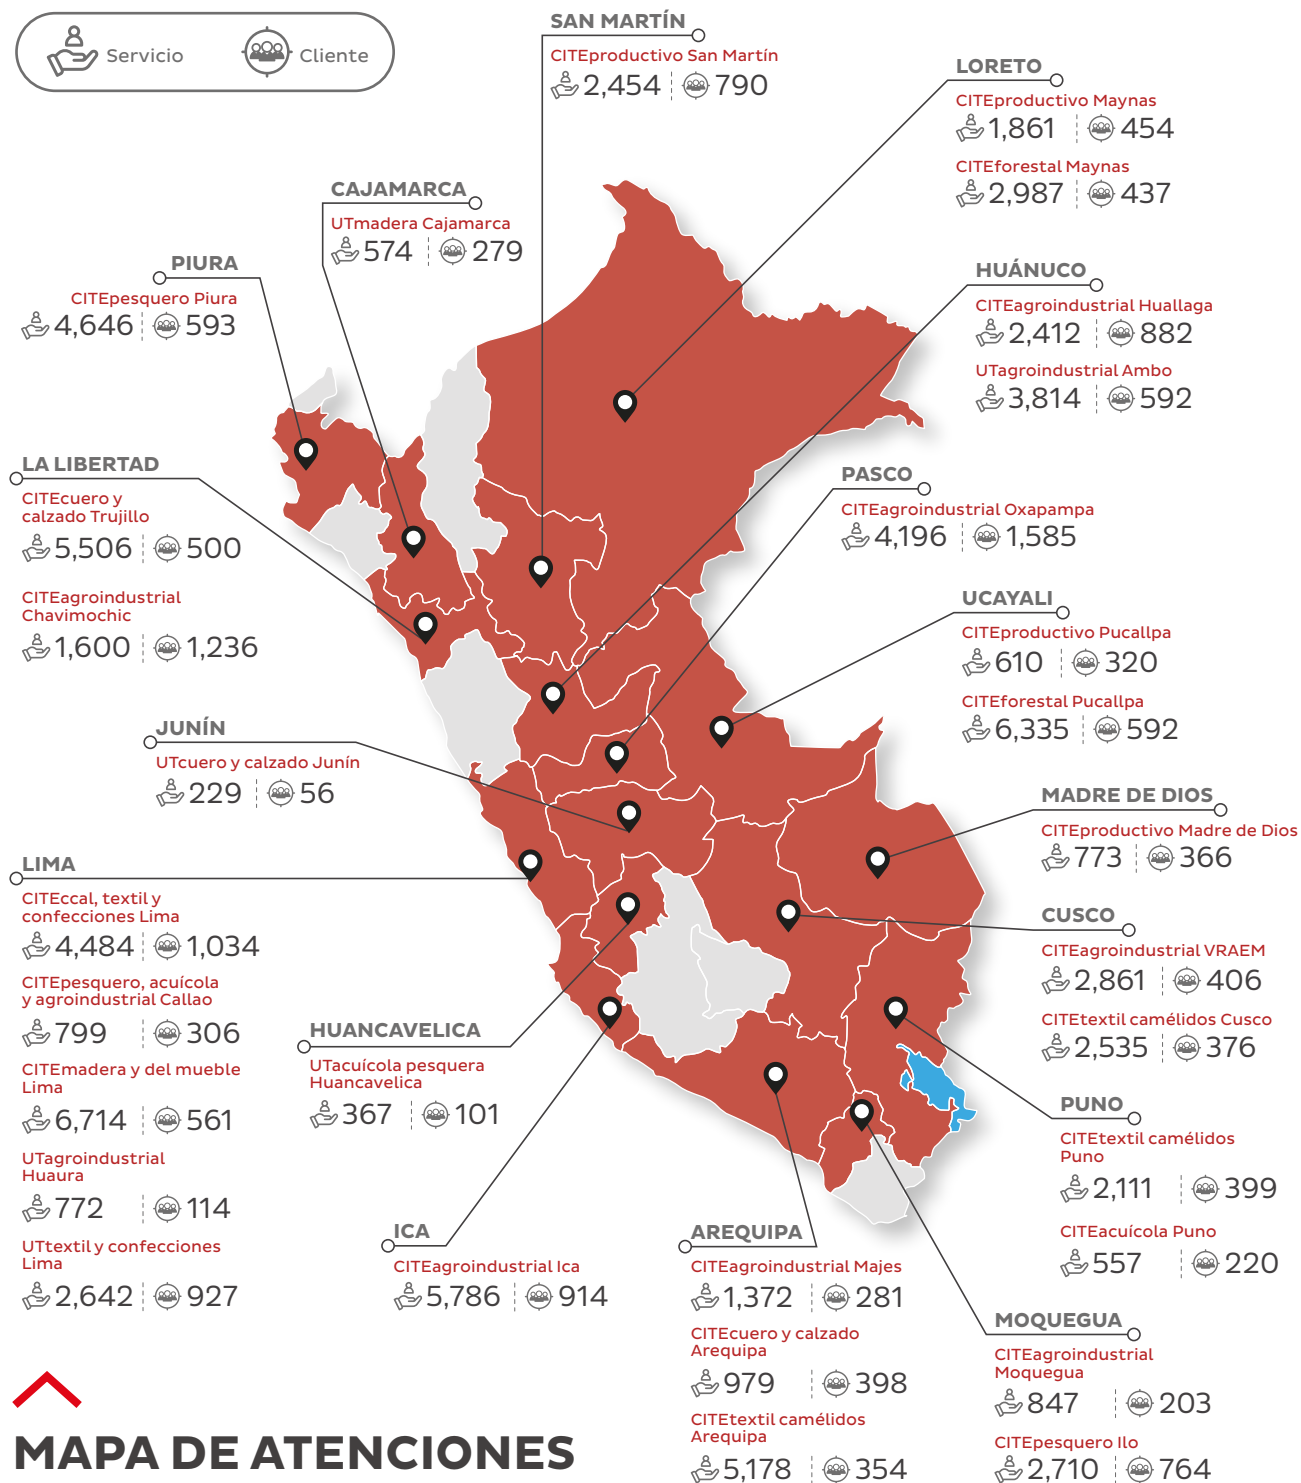 Servicio
Cliente
SAN MARTÍN
CITEproductivo San Martín
2,454 790
LORETO
CITEproductivo Maynas
1,861 454
CITEforestal Maynas
2,987 437
CAJAMARCA
UTmadera Cajamarca
574 279
PIURA
CITEpesquero Piura
4,646 593
HUÁNUCO
CITEagroindustrial Huallaga
2,412 882
UTagroindustrial Ambo
3,814 592
LA LIBERTAD
CITEcuero y
calzado Trujillo
5,506 500
CITEagroindustrial
Chavimochic
1,600 1,236
PASCO
CITEagroindustrial Oxapampa
4,196 1,585
UCAYALI
CITEproductivo Pucallpa
610 320
CITEforestal Pucallpa
6,335 592
JUNÍN
UTcuero y calzado Junín
229 56
MADRE DE DIOS
CITEproductivo Madre de Dios
773 366
LIMA
CITEccal, textil y
confecciones Lima
4,484 1,034
CITEpesquero, acuícola
y agroindustrial Callao
799 306
CITEmadera y del mueble
Lima
6,714 561
UTagroindustrial
Huaura
772 114
UTtextil y confecciones
Lima
2,642 927
CUSCO
CITEagroindustrial VRAEM
2,861 406
CITEtextil camélidos Cusco
2,535 376
HUANCAVELICA
UTacuícola pesquera
Huancavelica
367 101
PUNO
CITEtextil camélidos
Puno
2,111 399
CITEacuícola Puno
557 220
ICA
CITEagroindustrial Ica
5,786 914
AREQUIPA
CITEagroindustrial Majes
1,372 281
CITEcuero y calzado
Arequipa
979 398
CITEtextil camélidos
Arequipa
5,178 354
MOQUEGUA
CITEagroindustrial
Moquegua
847 203
CITEpesquero Ilo
2,710 764
MAPA DE ATENCIONES